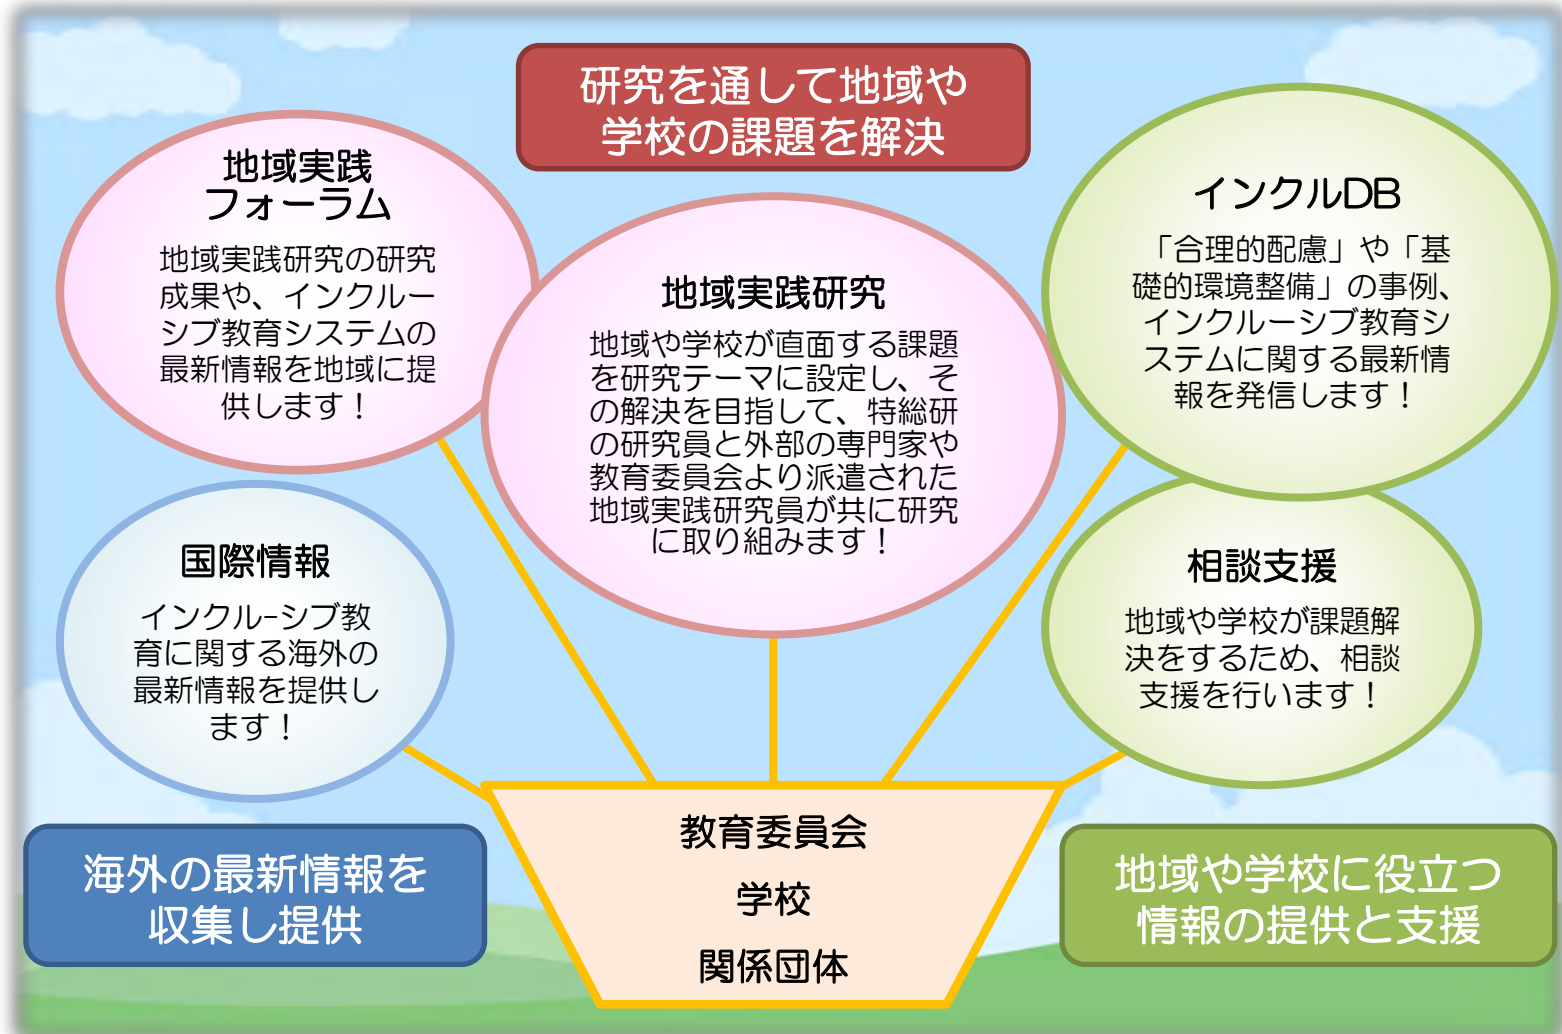 研究を通して地域や
学校の課題を解決
地域実践
フォーラム
地域実践研究の研究
成果や、インクルー
シブ教育システムの
最新情報を地域に提
供します！
地域実践研究
地域や学校が直面する課題
を研究テーマに設定し、そ
の解決を目指して、特総研
の研究員と外部の専門家や
教育委員会より派遣された
地域実践研究員が共に研究
に取り組みます！
インクルDB
「合理的配慮」や「基
礎的環境整備」の事例、
インクルーシブ教育シ
ステムに関する最新情
報を発信します！
国際情報
インクル-シブ教
育に関する海外の
最新情報を提供し
ます！
相談支援
地域や学校が課題解
決をするため、相談
支援を行います！
海外の最新情報を
収集し提供
教育委員会
学校
関係団体
地域や学校に役立つ
情報の提供と支援